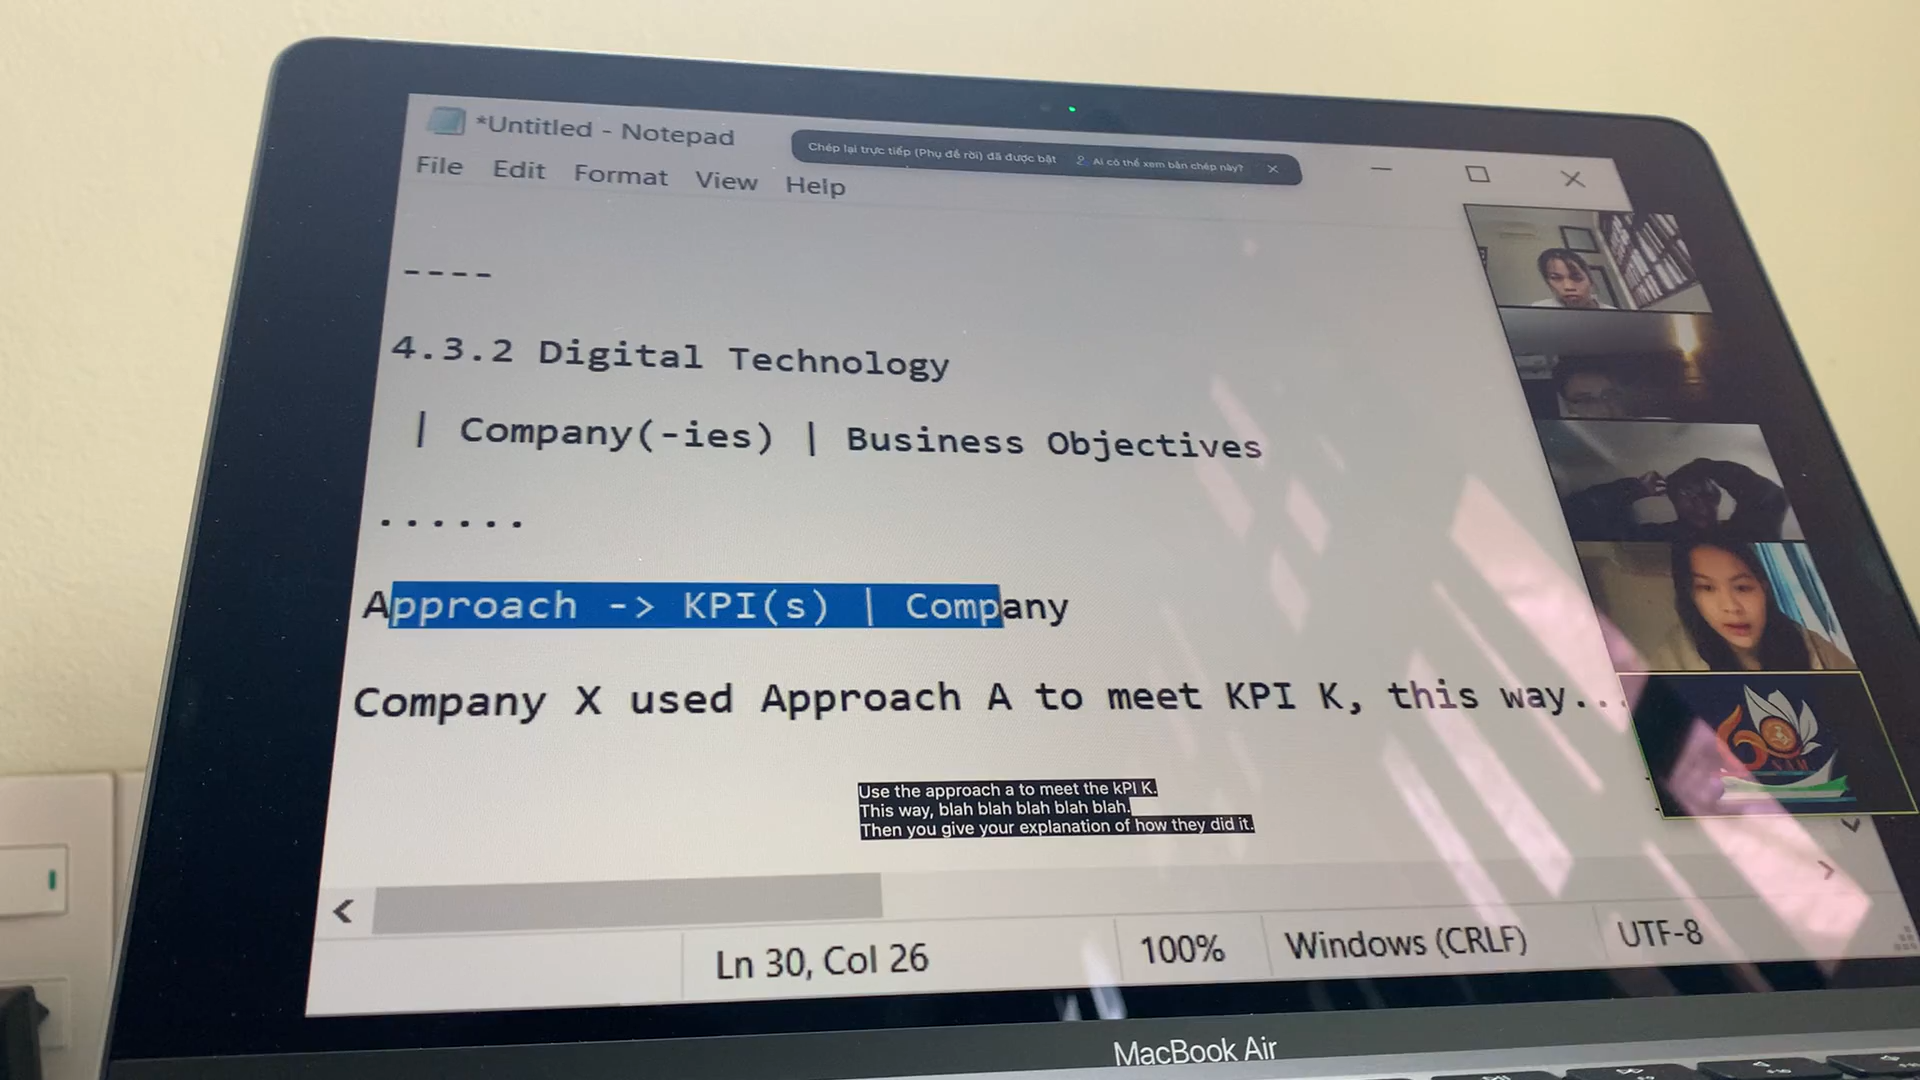 *Untitled - Notepad
Chép lại trực tiếp (Phụ đề rời) đã được bật Ai có thể xem bản chép này?
File Edit Format View Help
----
4.3.2 Digital Technology
| Company(-ies) | Business Objectives
......
Approach -> KPI(s) | Company
Company X used Approach A to meet KPI K, this way...
Use the approach a to meet the kPI K.
This way, blah blah blah blah blah.
Then you give your explanation of how they did it.
60
NĂM
Ln 30, Col 26 100% Windows (CRLF) UTF-8
MacBook Air